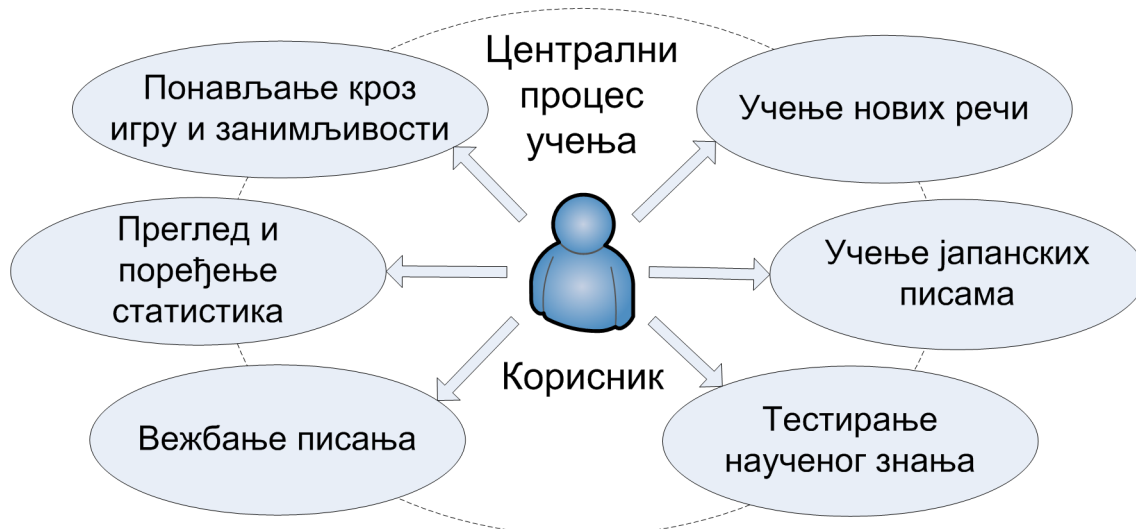 Централни
процес
учења
Понављање кроз
игру и занимљивости
Учење нових речи
Преглед и
поређење
статистика
Учење јапанских
писама
Корисник
Вежбање писања
Тестирање
наученог знања